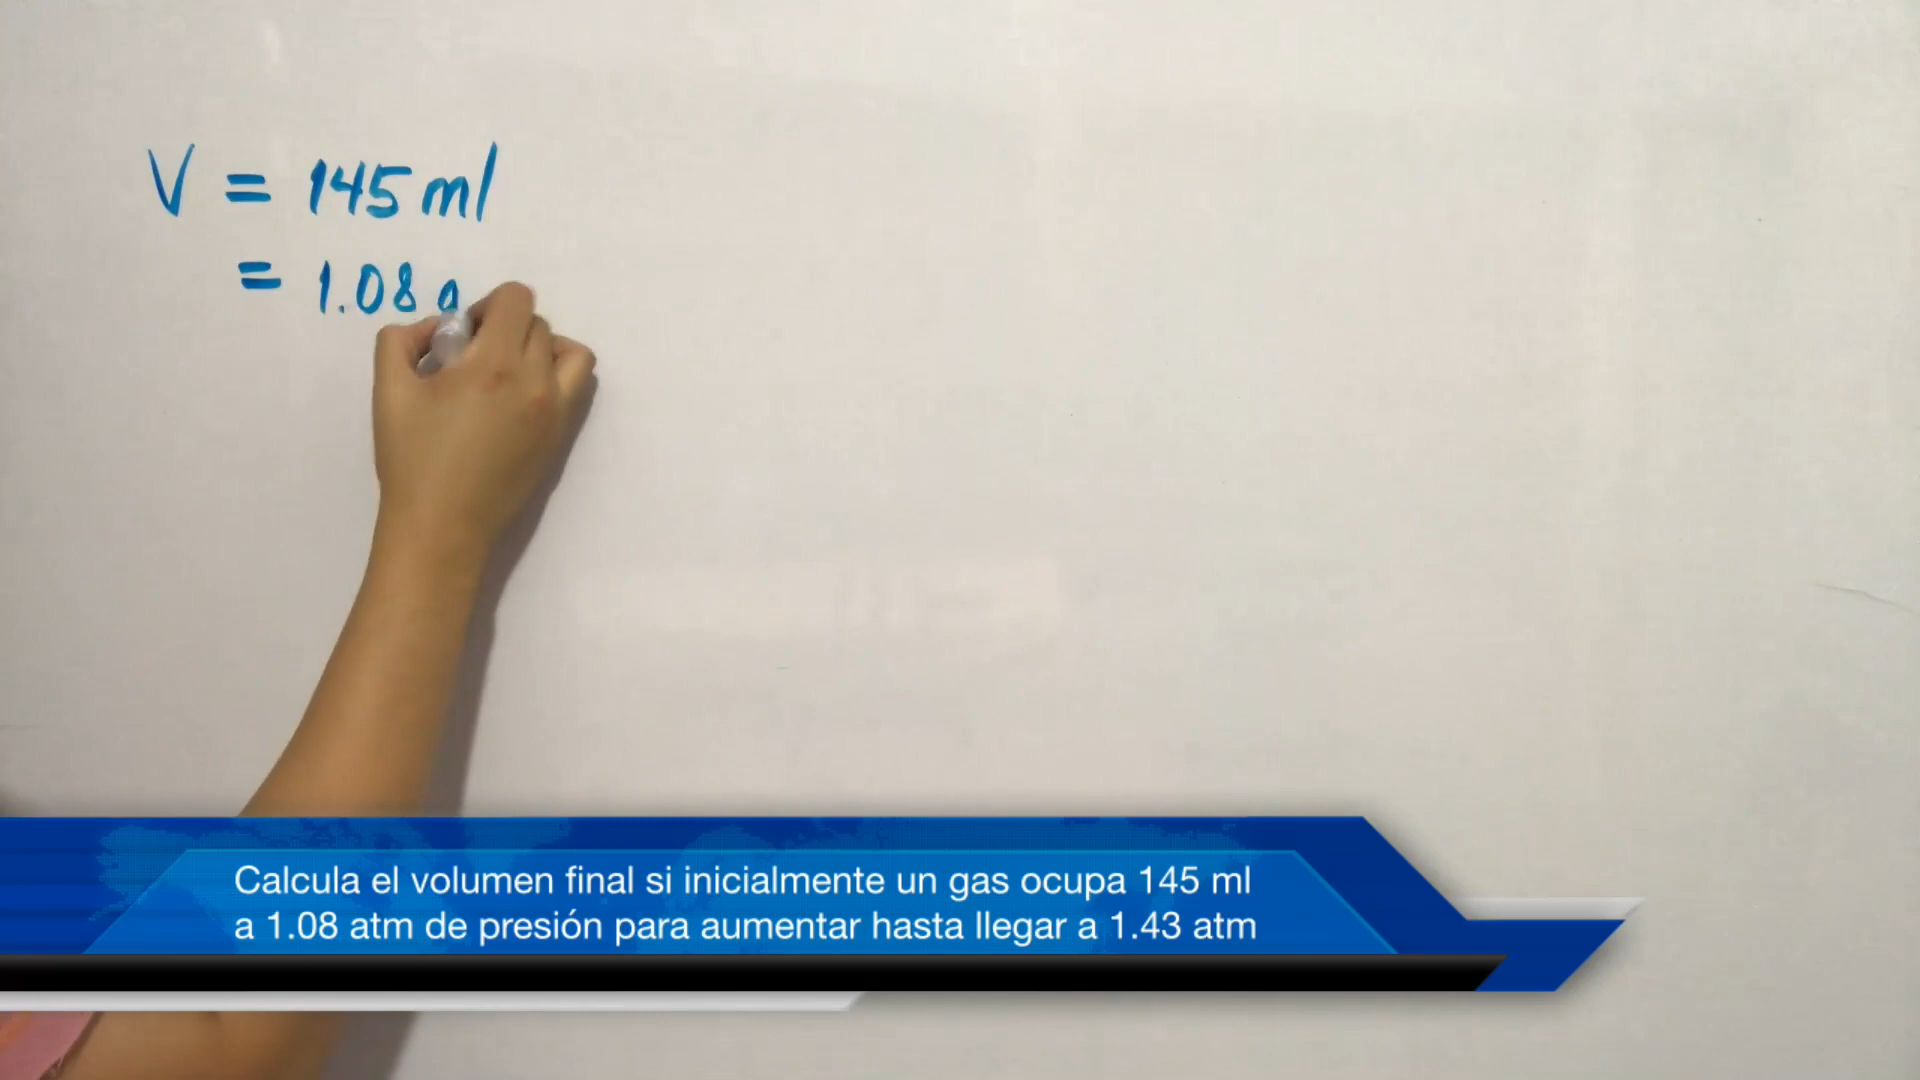 V = 145 ml
= 1.08 a
Calcula el volumen final si inicialmente un gas ocupa 145 ml
a 1.08 atm de presión para aumentar hasta llegar a 1.43 atm